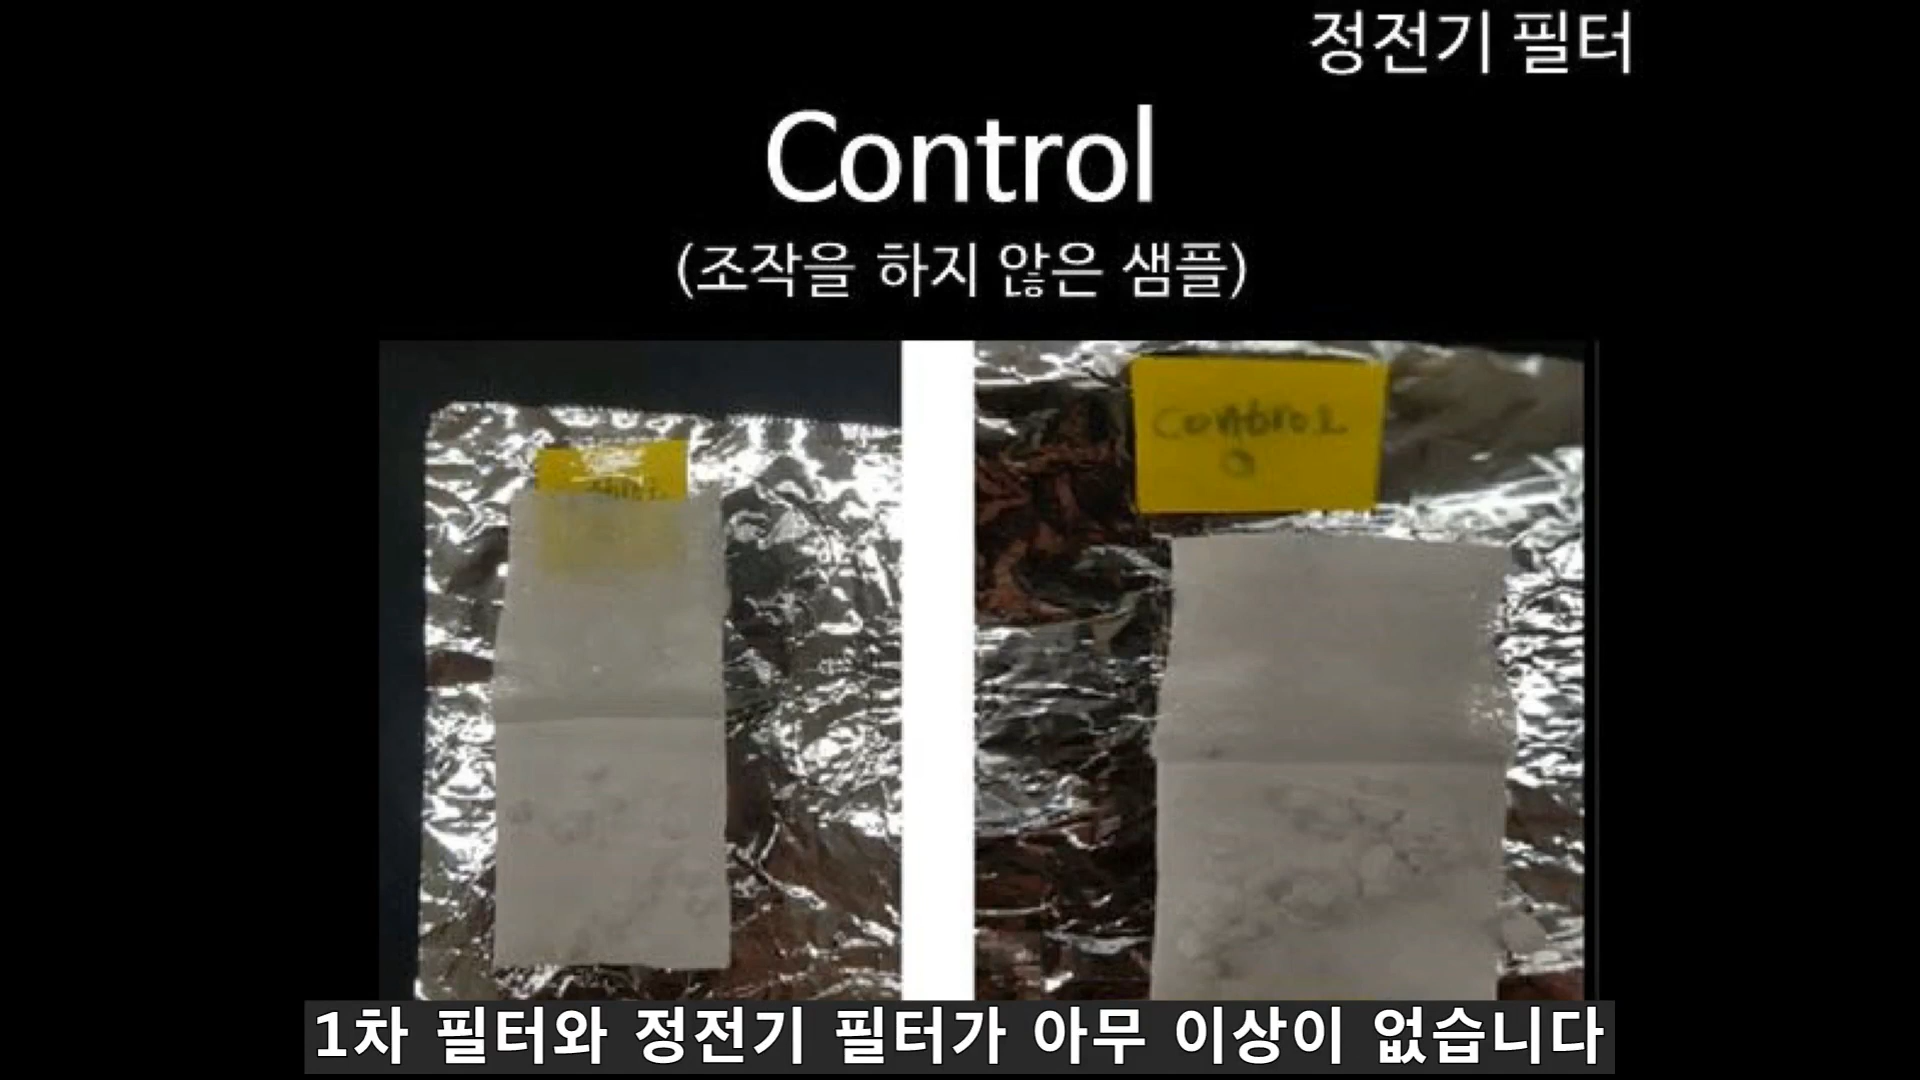 정전기 필터
Control
(조작을 하지 않은 샘플)
Control
1차 필터와 정전기 필터가 아무 이상이 없습니다